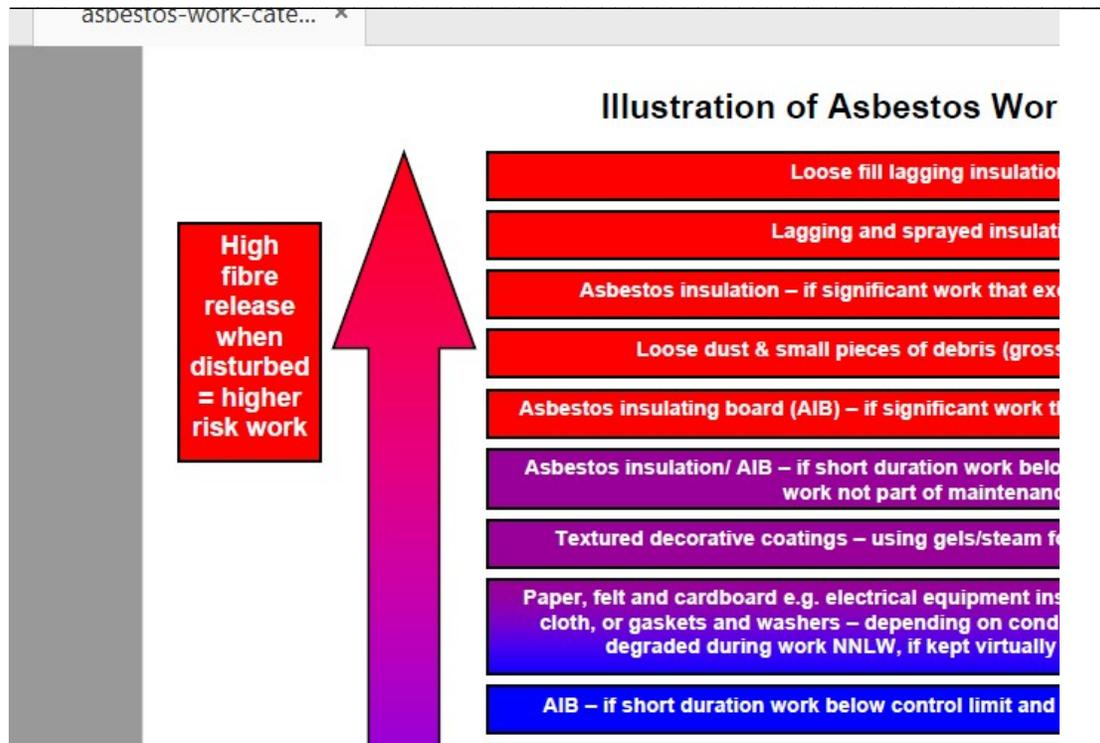 asbestos-work-cate... ×
Illustration of Asbestos Wor
High
fibre
release
when
disturbed
= higher
risk work
Loose fill lagging insulation
Lagging and sprayed insulati
Asbestos insulation – if significant work that exc
Loose dust & small pieces of debris (gross
Asbestos insulating board (AIB) – if significant work th
Asbestos insulation/ AIB – if short duration work belo
work not part of maintenanc
Textured decorative coatings – using gels/steam fo
Paper, felt and cardboard e.g. electrical equipment ins
cloth, or gaskets and washers – depending on cond
degraded during work NNLW, if kept virtually
AIB – if short duration work below control limit and